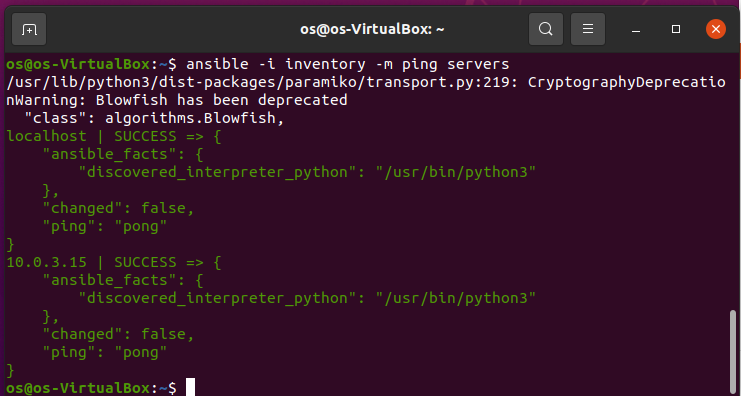 os@os-VirtualBox: ~
os@os-VirtualBox:~$ ansible -i inventory -m ping servers
/usr/lib/python3/dist-packages/paramiko/transport.py:219: CryptographyDeprecatio
nWarning: Blowfish has been deprecated
  "class": algorithms.Blowfish,
localhost | SUCCESS => {
    "ansible_facts": {
        "discovered_interpreter_python": "/usr/bin/python3"
    },
    "changed": false,
    "ping": "pong"
}
10.0.3.15 | SUCCESS => {
    "ansible_facts": {
        "discovered_interpreter_python": "/usr/bin/python3"
    },
    "changed": false,
    "ping": "pong"
}
os@os-VirtualBox:~$